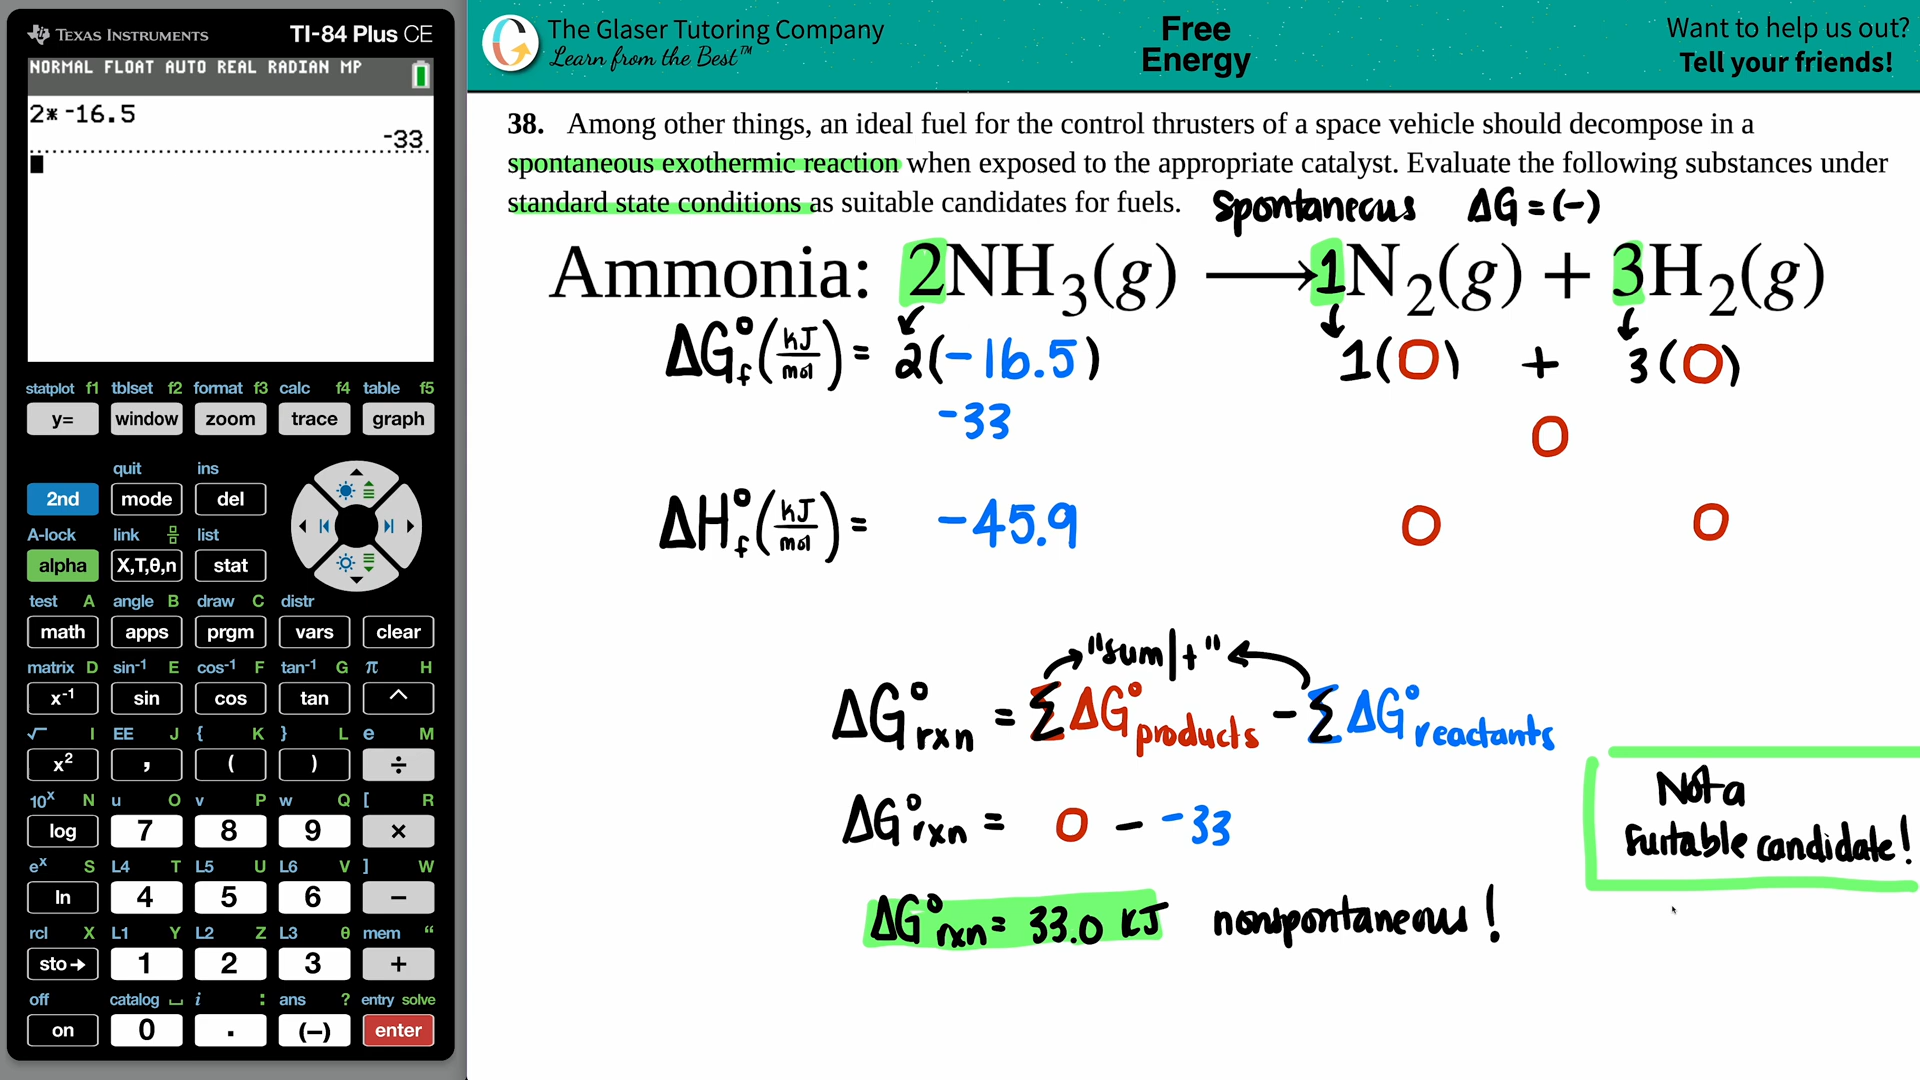 TEXAS INSTRUMENTS TI-84 Plus CE
NORMAL FLOAT AUTO REAL RADIAN MP
2*-16.5
-33
statplot f1 tblset f2 format f3 calc f4 table f5
y= window zoom trace graph
quit ins
2nd mode del
A-lock link list
alpha X,T,θ,n stat
test A angle B draw C distr
math apps prgm vars clear
matrix D sin-1 E cos-1 F tan-1 G π H
x-1 sin cos tan ^
√ I EE J { K } L e M
x2 , ( ) ÷
10x N u O v P w Q [ R
log 7 8 9 ×
ex S L4 T L5 U L6 V ] W
ln 4 5 6 −
rcl X L1 Y L2 Z L3 θ mem “
sto→ 1 2 3 +
off catalog ⎵ i : ans ? entry solve
on 0 . (−) enter
The Glaser Tutoring Company
Learn from the Best™
Free
Energy
Want to help us out?
Tell your friends!
38. Among other things, an ideal fuel for the control thrusters of a space vehicle should decompose in a
spontaneous exothermic reaction when exposed to the appropriate catalyst. Evaluate the following substances under
standard state conditions as suitable candidates for fuels. Spontaneous ΔG = (-)
Ammonia: 2NH3(g) ⟶ 1N2(g) + 3H2(g)
ΔG°f (kJ/mol) = 2(-16.5) 1(0) + 3(0)
-33 0
ΔH°f (kJ/mol) = -45.9 0 0
"sum|+"
ΔG°rxn = Σ ΔG°products - Σ ΔG°reactants
ΔG°rxn = 0 - -33
ΔG°rxn = 33.0 kJ nonspontaneous!
Not a
suitable candidate!